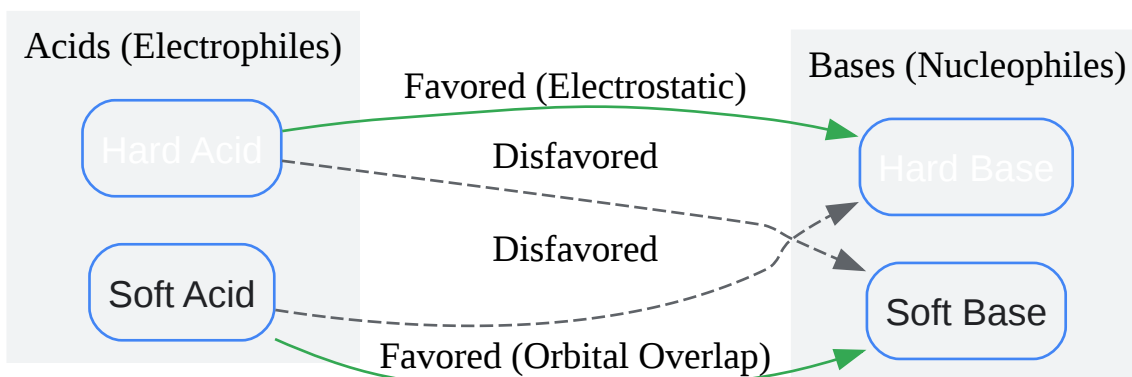 Acids (Electrophiles)
Bases (Nucleophiles)
Favored (Electrostatic)
Hard Acid
Disfavored
Hard Base
Disfavored
Soft Acid
Soft Base
Favored (Orbital Overlap)